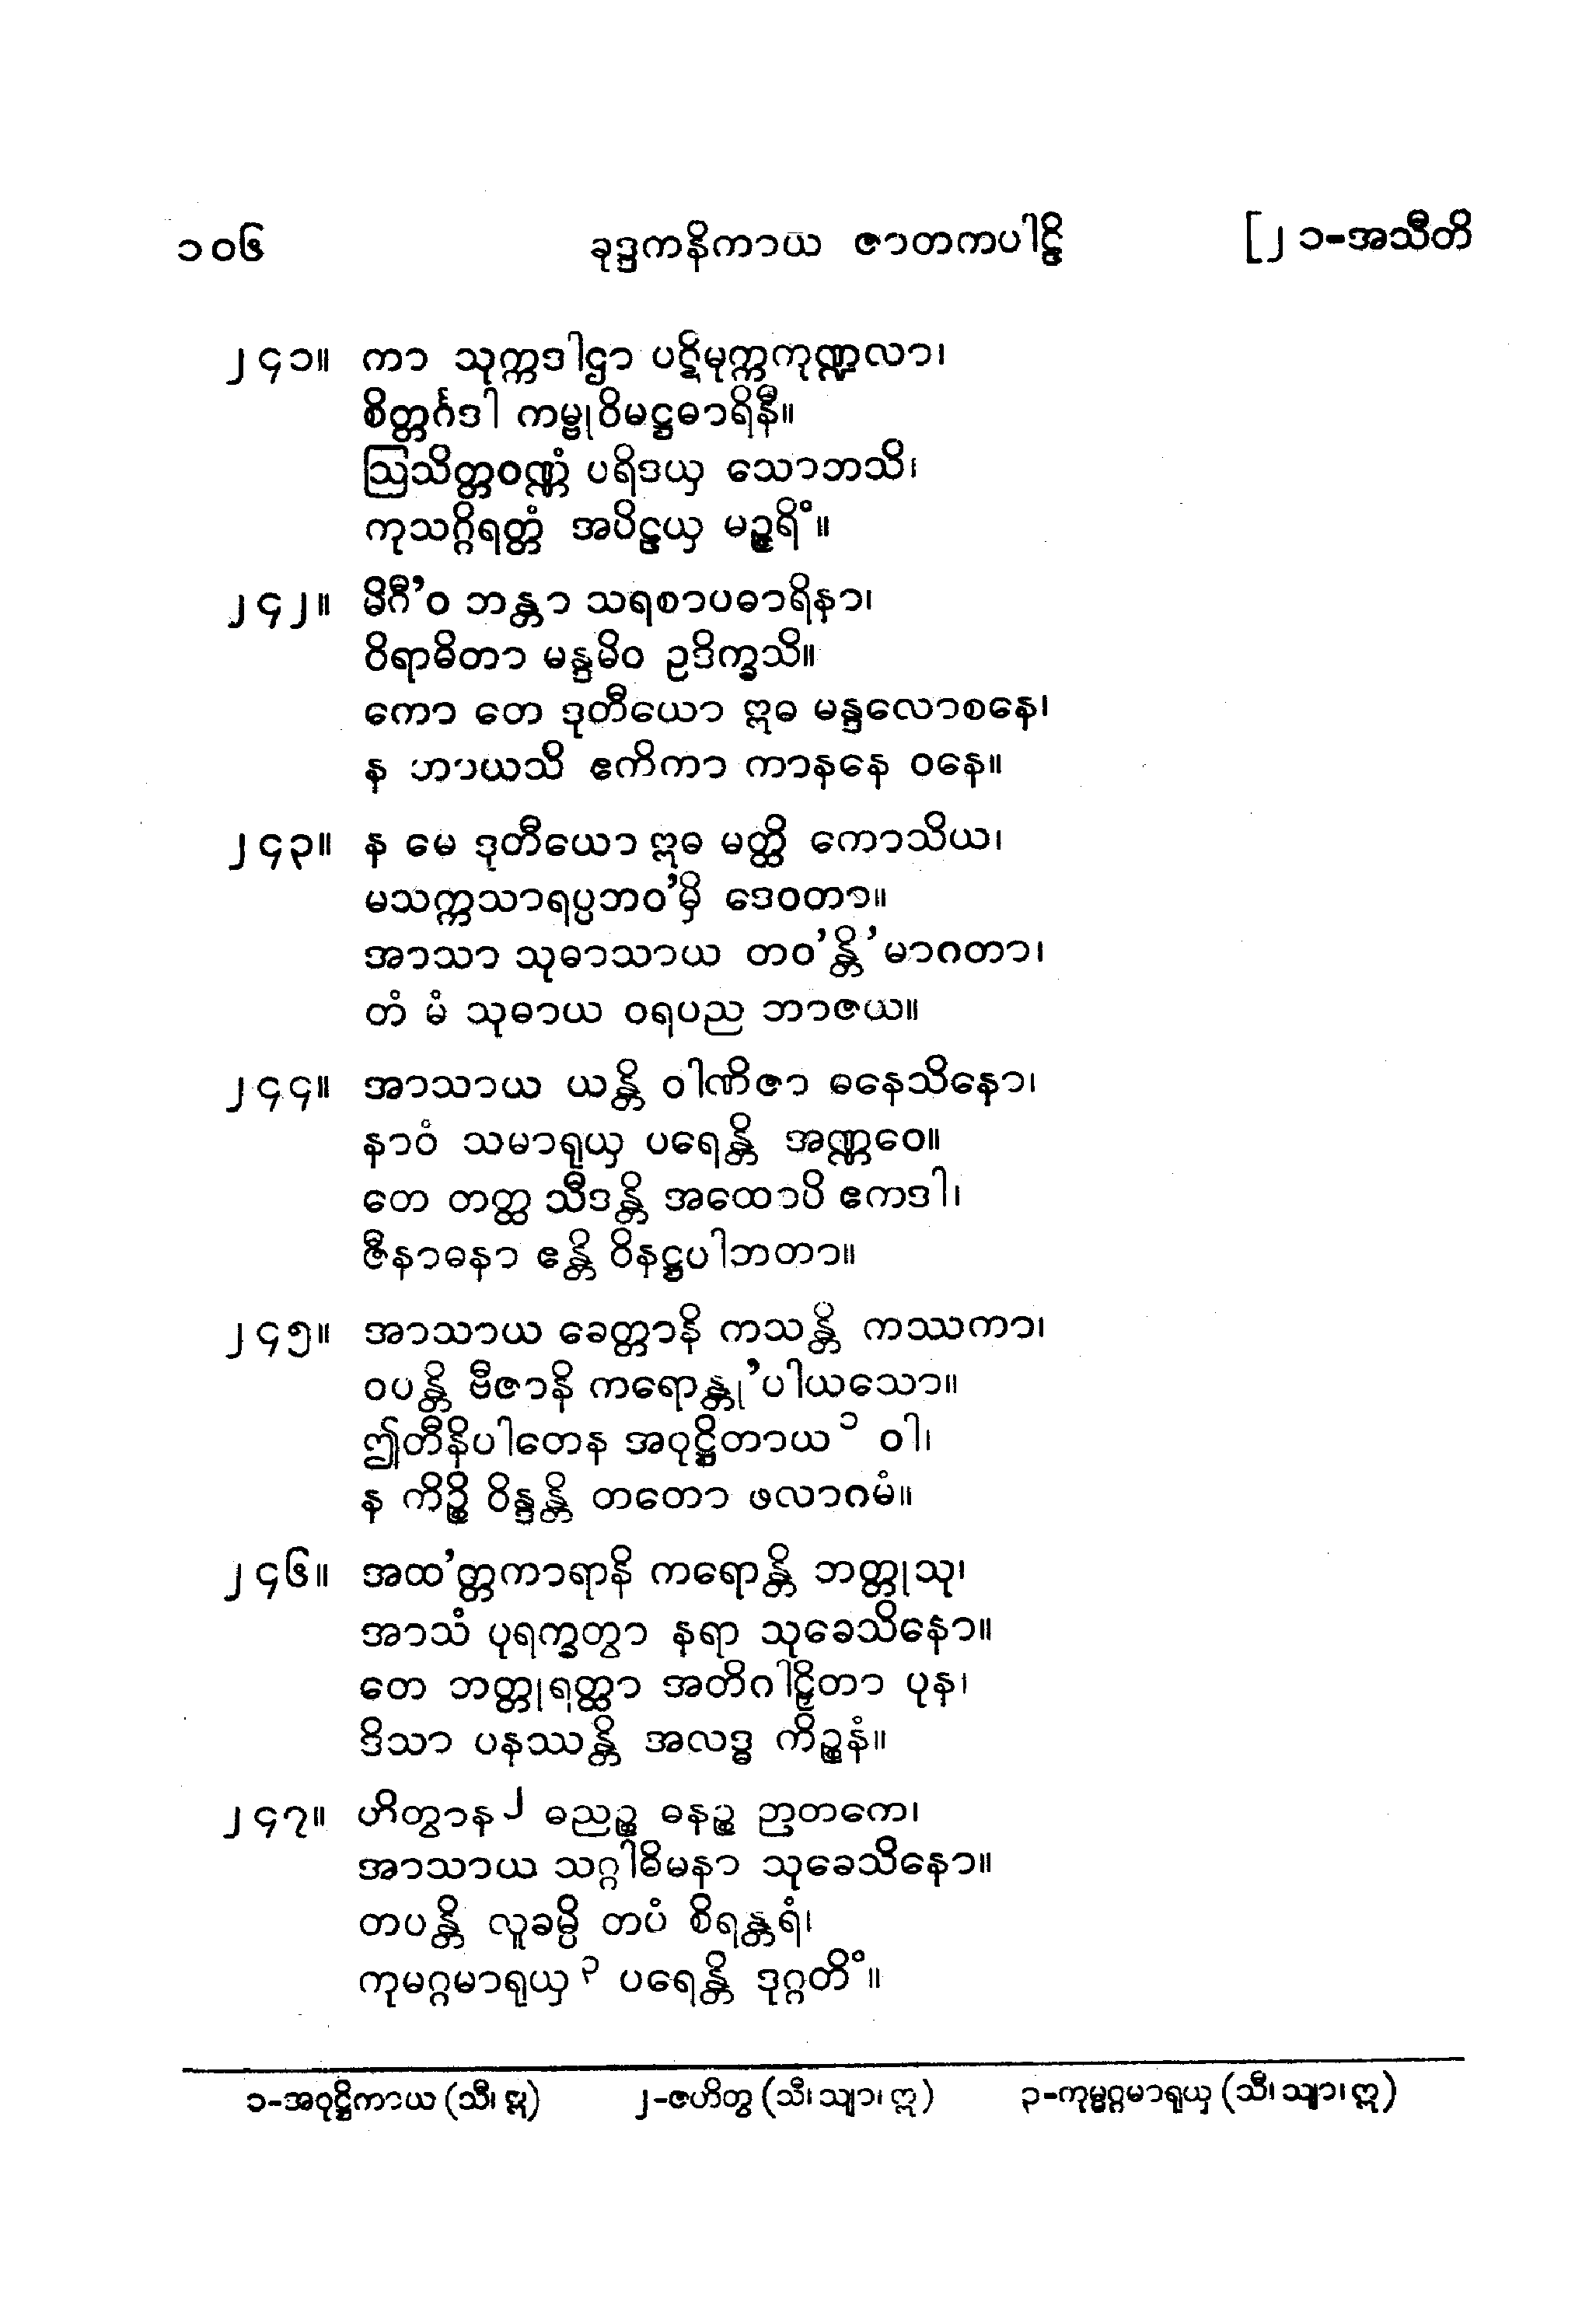 ၁၀၆ ခုဒ္ဒကနိကာယ ဇာတကပါဠိ [၂၁-အသီတိ
၂၄၁။ ကာ သုက္ကဒါဌာ ပဋိမုက္ကကုဏ္ဍလာ၊
စိတ္တင်္ဂဒါ ကမ္ဗုဝိမဋ္ဌဓာရိနီ။
ဩသိတ္တဝဏ္ဏံ ပရိဒယှ သောဘသိ၊
ကုသဂ္ဂိရတ္တံ အပိဠယှ မဉ္ဇရိံ။
၂၄၂။ မိဂီ’ဝ ဘန္တာ သရစာပဓာရိနာ၊
ဝိရာဓိတာ မန္ဒမိဝ ဥဒိက္ခသိ။
ကော တေ ဒုတီယော ဣဓ မန္ဒလောစနေ၊
န ဘာယသိ ဧကိကာ ကာနနေ ဝနေ။
၂၄၃။ န မေ ဒုတီယော ဣဓ မတ္ထိ ကောသိယ၊
မသက္ကသာရပ္ပဘဝ’မှိ ဒေဝတာ။
အာသာ သုဓာသာယ တဝ’န္တိ’မာဂတာ၊
တံ မံ သုဓာယ ဝရပည ဘာဇယ။
၂၄၄။ အာသာယ ယန္တိ ဝါဏိဇာ ဓနေသိနော၊
နာဝံ သမာရုယှ ပရေန္တိ အဏ္ဏဝေ။
တေ တတ္ထ သီဒန္တိ အထောပိ ဧကဒါ၊
ဇီနာဓနာ ဧန္တိ ဝိနဋ္ဌပါဘတာ။
၂၄၅။ အာသာယ ခေတ္တာနိ ကသန္တိ ကဿကာ၊
ဝပန္တိ ဗီဇာနိ ကရောန္တု’ပါယသော။
ဤတီနိပါတေန အဝုဋ္ဌိတာယ၁ ဝါ၊
န ကိဉ္စိ ဝိန္ဒန္တိ တတော ဖလာဂမံ။
၂၄၆။ အထ’တ္တကာရာနိ ကရောန္တိ ဘတ္တုသု၊
အာသံ ပုရက္ခတွာ နရာ သုခေသိနော။
တေ ဘတ္တုရတ္ထာ အတိဂါဠှိတာ ပုန၊
ဒိသာ ပနဿန္တိ အလဒ္ဓ ကိဉ္စနံ။
၂၄၇။ ဟိတွာန၂ ဓညဉ္စ ဓနဉ္စ ဉာတကေ၊
အာသာယ သဂ္ဂါဓိမနာ သုခေသိနော။
တပန္တိ လူခမ္ပိ တပံ စိရန္တရံ၊
ကုမဂ္ဂမာရုယှ၃ ပရေန္တိ ဒုဂ္ဂတိံ။
၁-အဝုဋ္ဌိကာယ (သီ၊ ဣ) ၂-ဇဟိတွ (သီ၊ သျာ၊ ဣ) ၃-ကုမ္မဂ္ဂမာရုယှ (သီ၊ သျာ၊ ဣ)